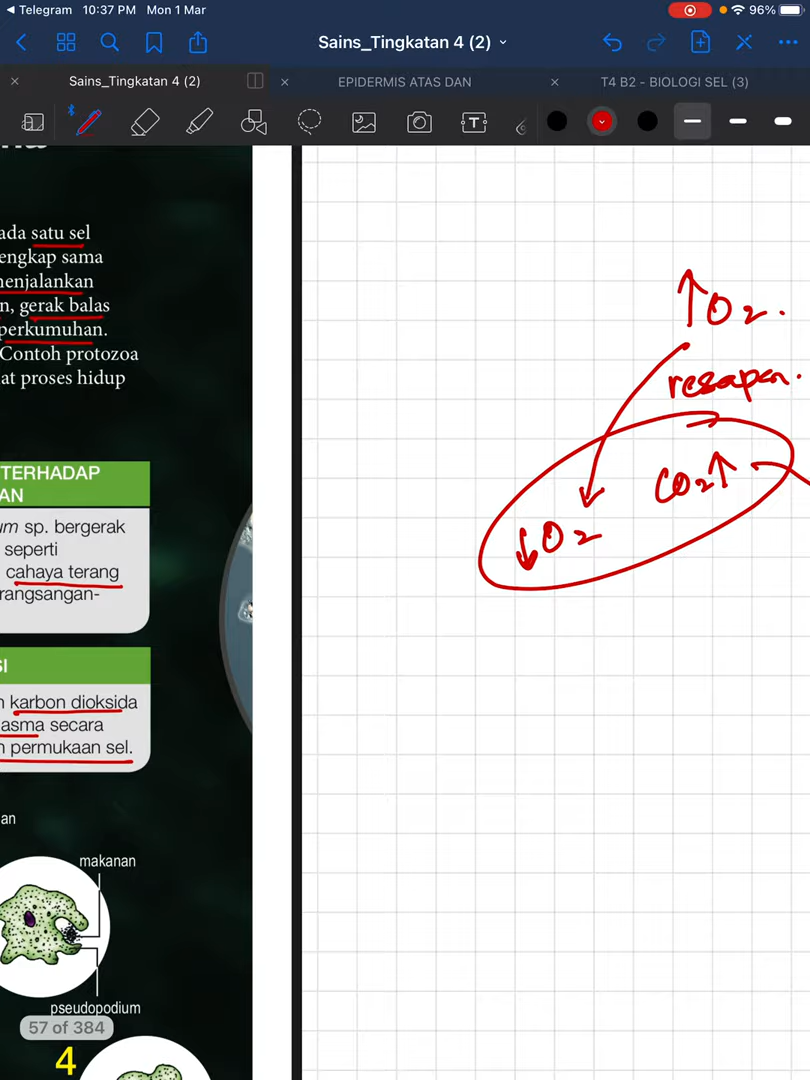 Telegram 10:37 PM Mon 1 Mar 96%
Sains_Tingkatan 4 (2)
Sains_Tingkatan 4 (2) EPIDERMIS ATAS DAN T4 B2 - BIOLOGI SEL (3)
T
ada satu sel
engkap sama
enjalankan
n, gerak balas
perkumuhan.
Contoh protozoa
at proses hidup
TERHADAP
AN
um sp. bergerak
seperti
cahaya terang
rangsangan-
SI
n karbon dioksida
asma secara
n permukaan sel.
an
makanan
pseudopodium
57 of 384
4
↑O2.
resapan.
CO2↑
↓O2